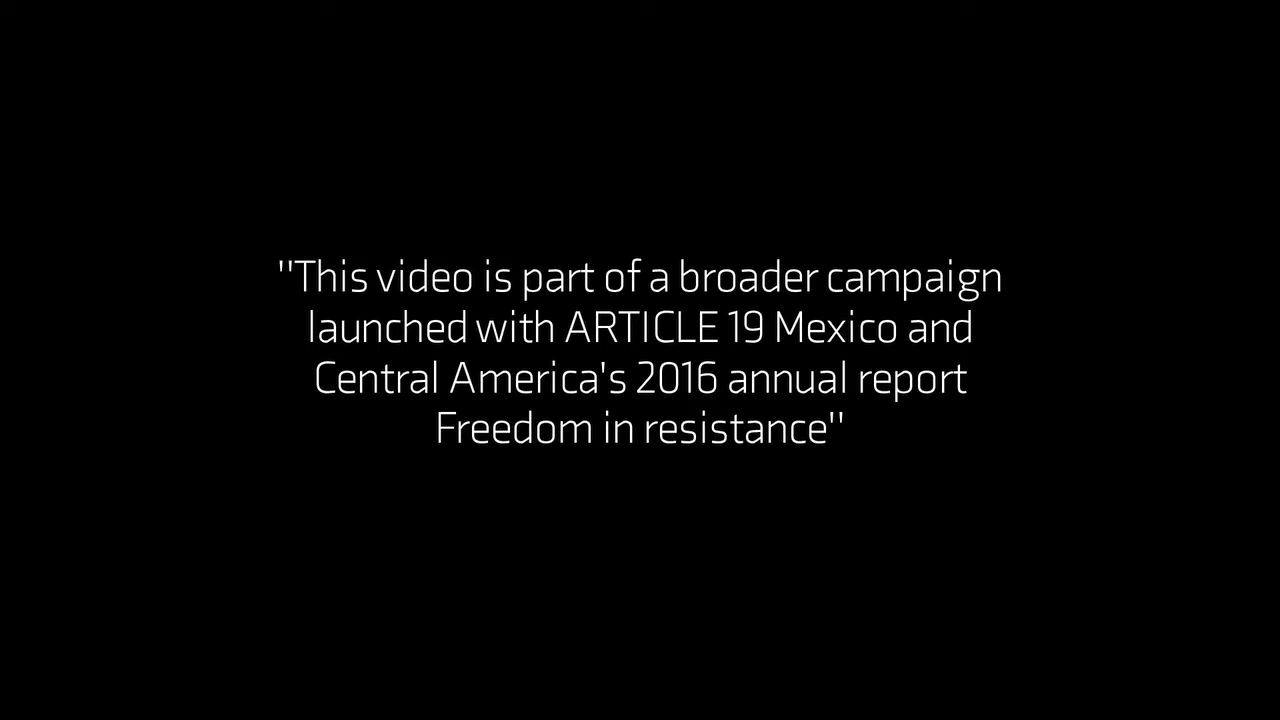 "This video is part of a broader campaign
launched with ARTICLE 19 Mexico and
Central America's 2016 annual report
Freedom in resistance"